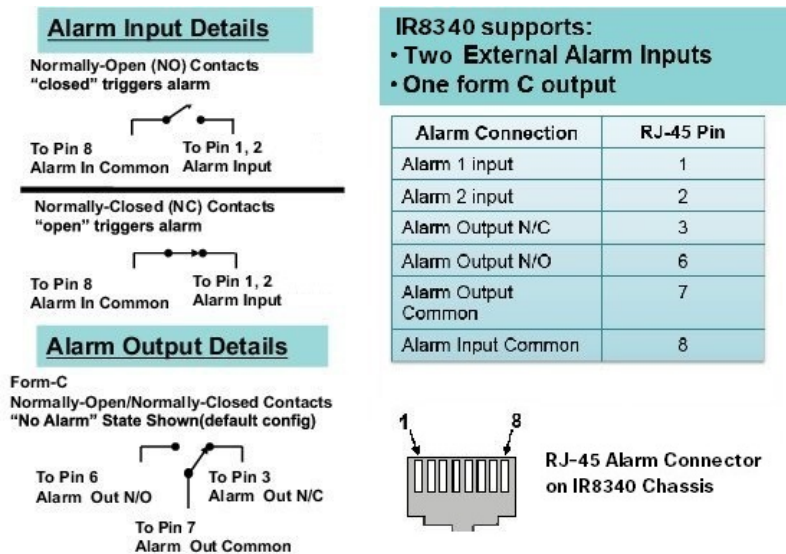 Alarm Input Details
Normally-Open (NO) Contacts
“closed” triggers alarm
To Pin 8
Alarm In Common
To Pin 1, 2
Alarm Input
Normally-Closed (NC) Contacts
“open” triggers alarm
To Pin 8
Alarm In Common
To Pin 1, 2
Alarm Input
Alarm Output Details
Form-C
Normally-Open/Normally-Closed Contacts
“No Alarm” State Shown(default config)
To Pin 6
Alarm Out N/O
To Pin 3
Alarm Out N/C
To Pin 7
Alarm Out Common
IR8340 supports:
• Two External Alarm Inputs
• One form C output
Alarm Connection RJ-45 Pin
Alarm 1 input 1
Alarm 2 input 2
Alarm Output N/C 3
Alarm Output N/O 6
Alarm Output
Common 7
Alarm Input Common 8
1 8
RJ-45 Alarm Connector
on IR8340 Chassis